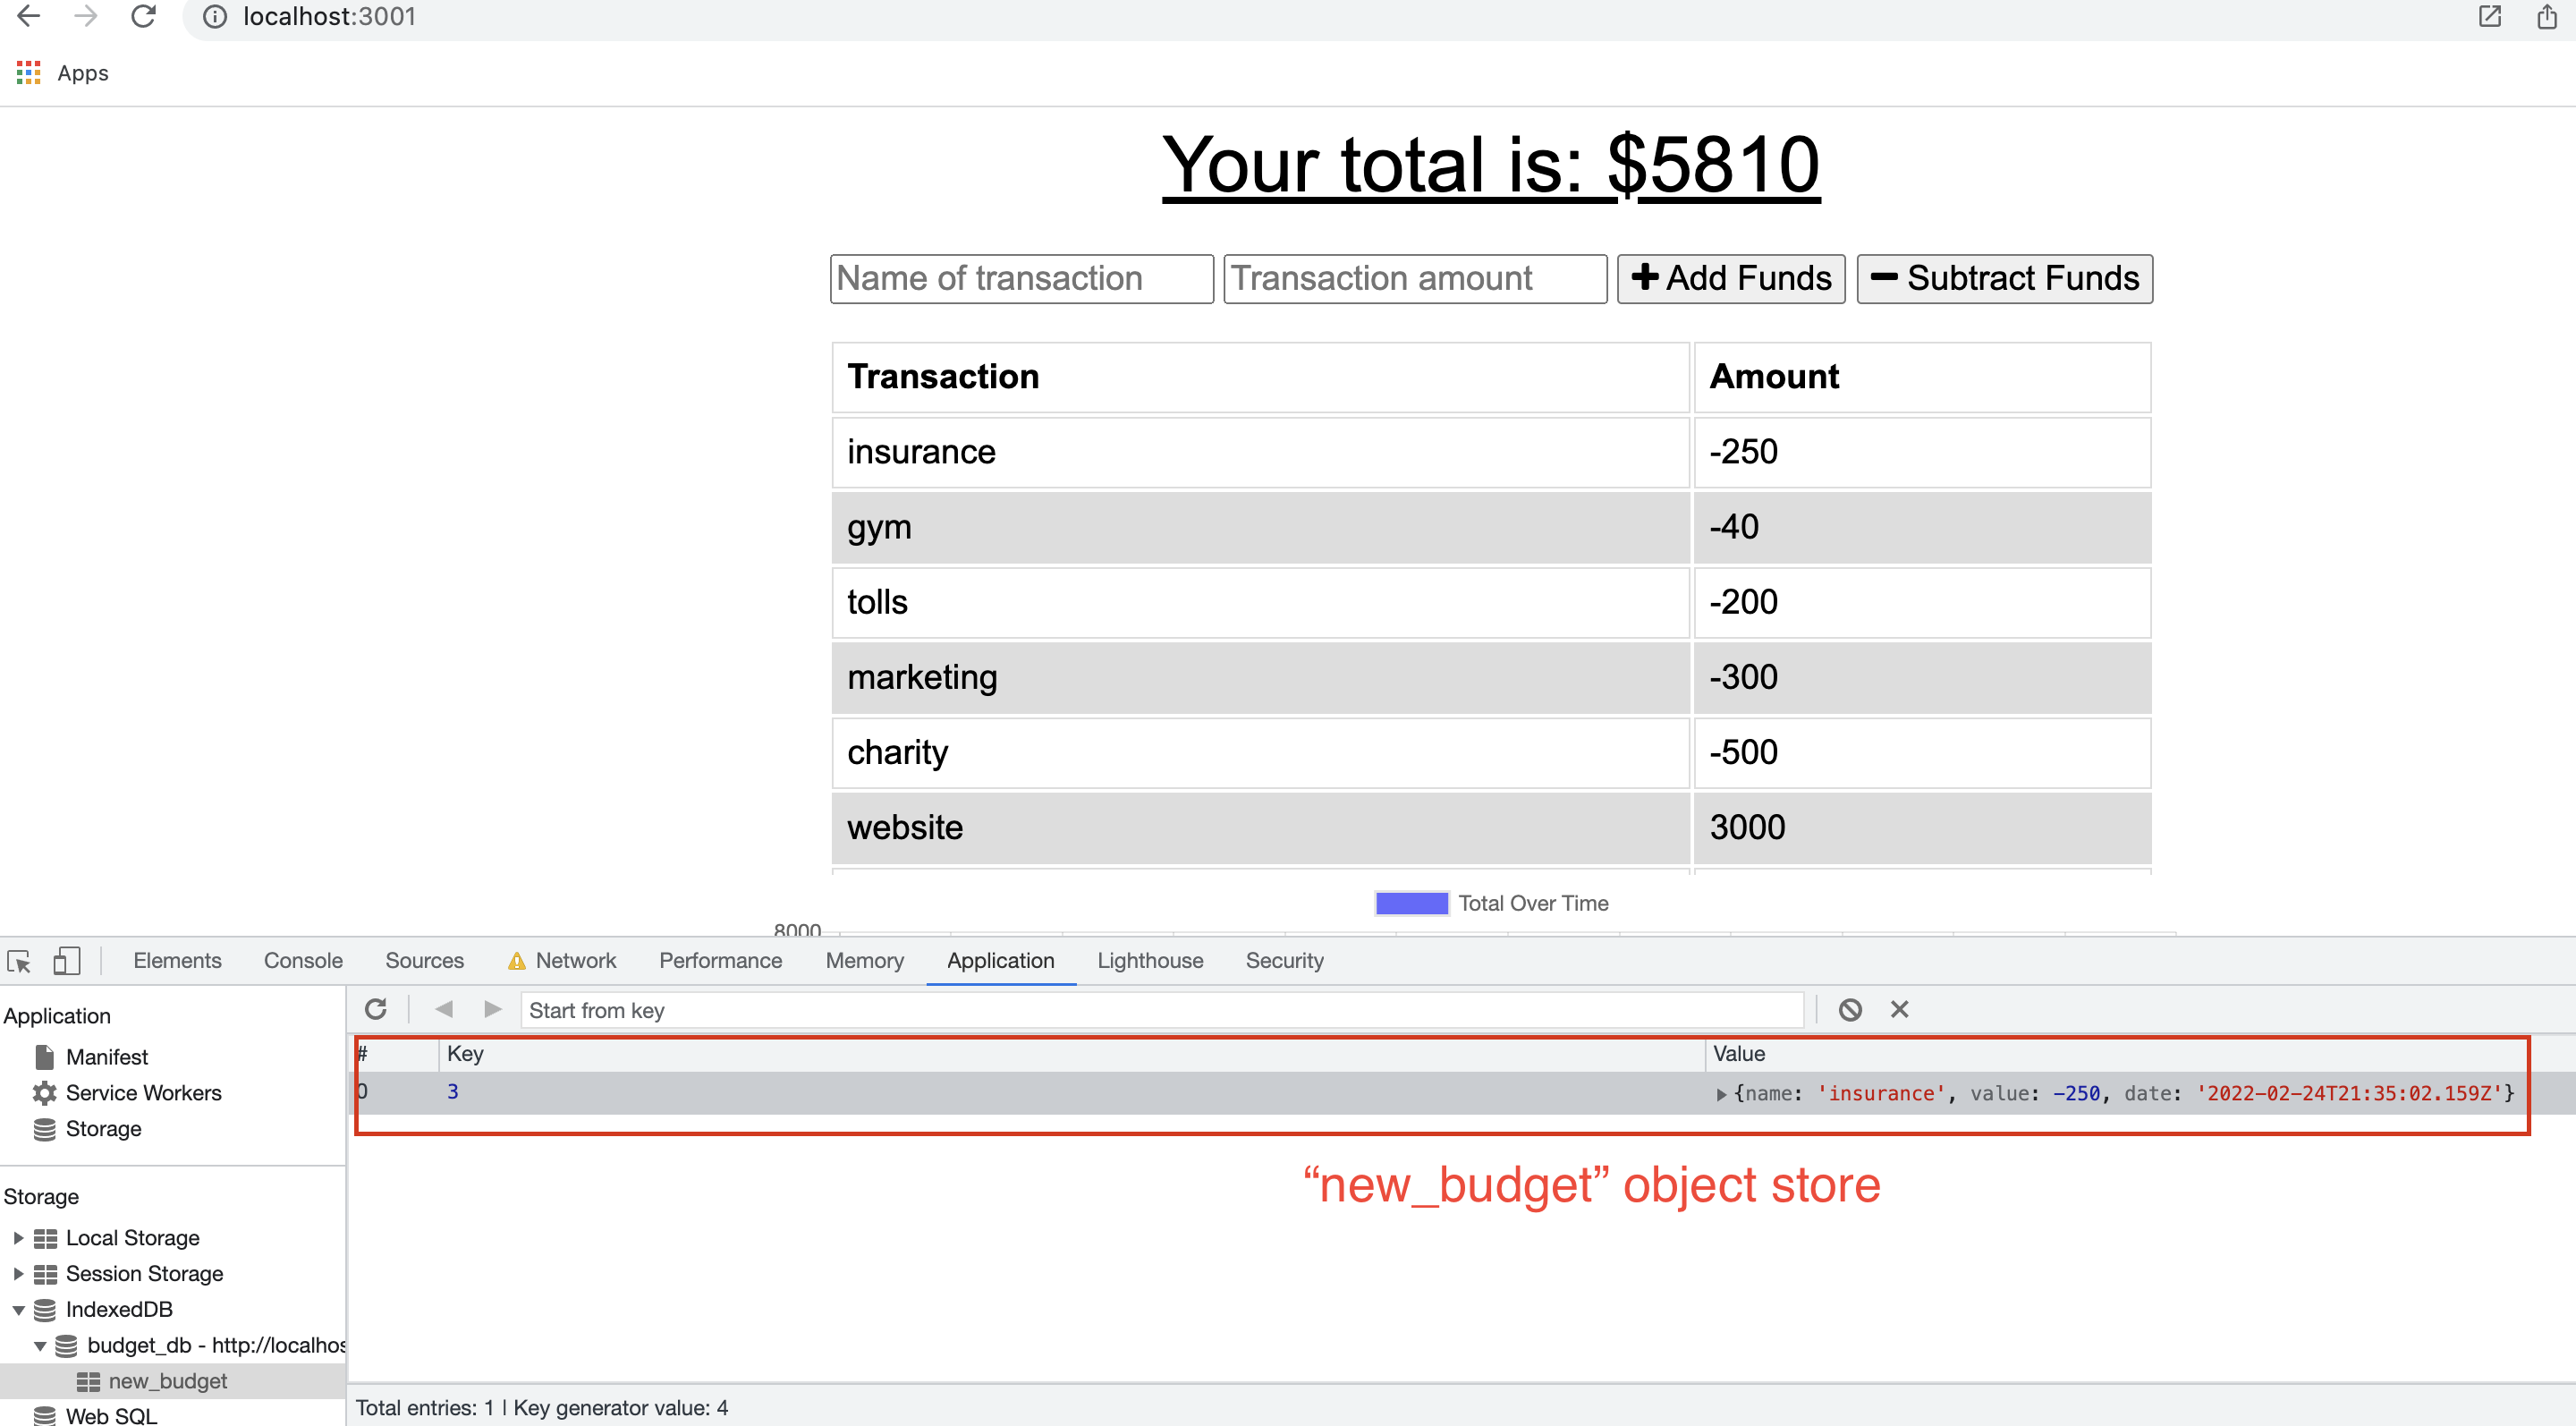 localhost:3001
Apps
Your total is: $5810
Name of transaction Transaction amount Add Funds Subtract Funds
Transaction Amount
insurance -250
gym -40
tolls -200
marketing -300
charity -500
website 3000
Total Over Time
8000
Elements Console Sources Network Performance Memory Application Lighthouse Security
Application
Manifest
Service Workers
Storage
Storage
Local Storage
Session Storage
IndexedDB
budget_db - http://localhos
new_budget
Web SQL
Start from key
# Key Value
0 3 {name: 'insurance', value: -250, date: '2022-02-24T21:35:02.159Z'}
“new_budget” object store
Total entries: 1 | Key generator value: 4